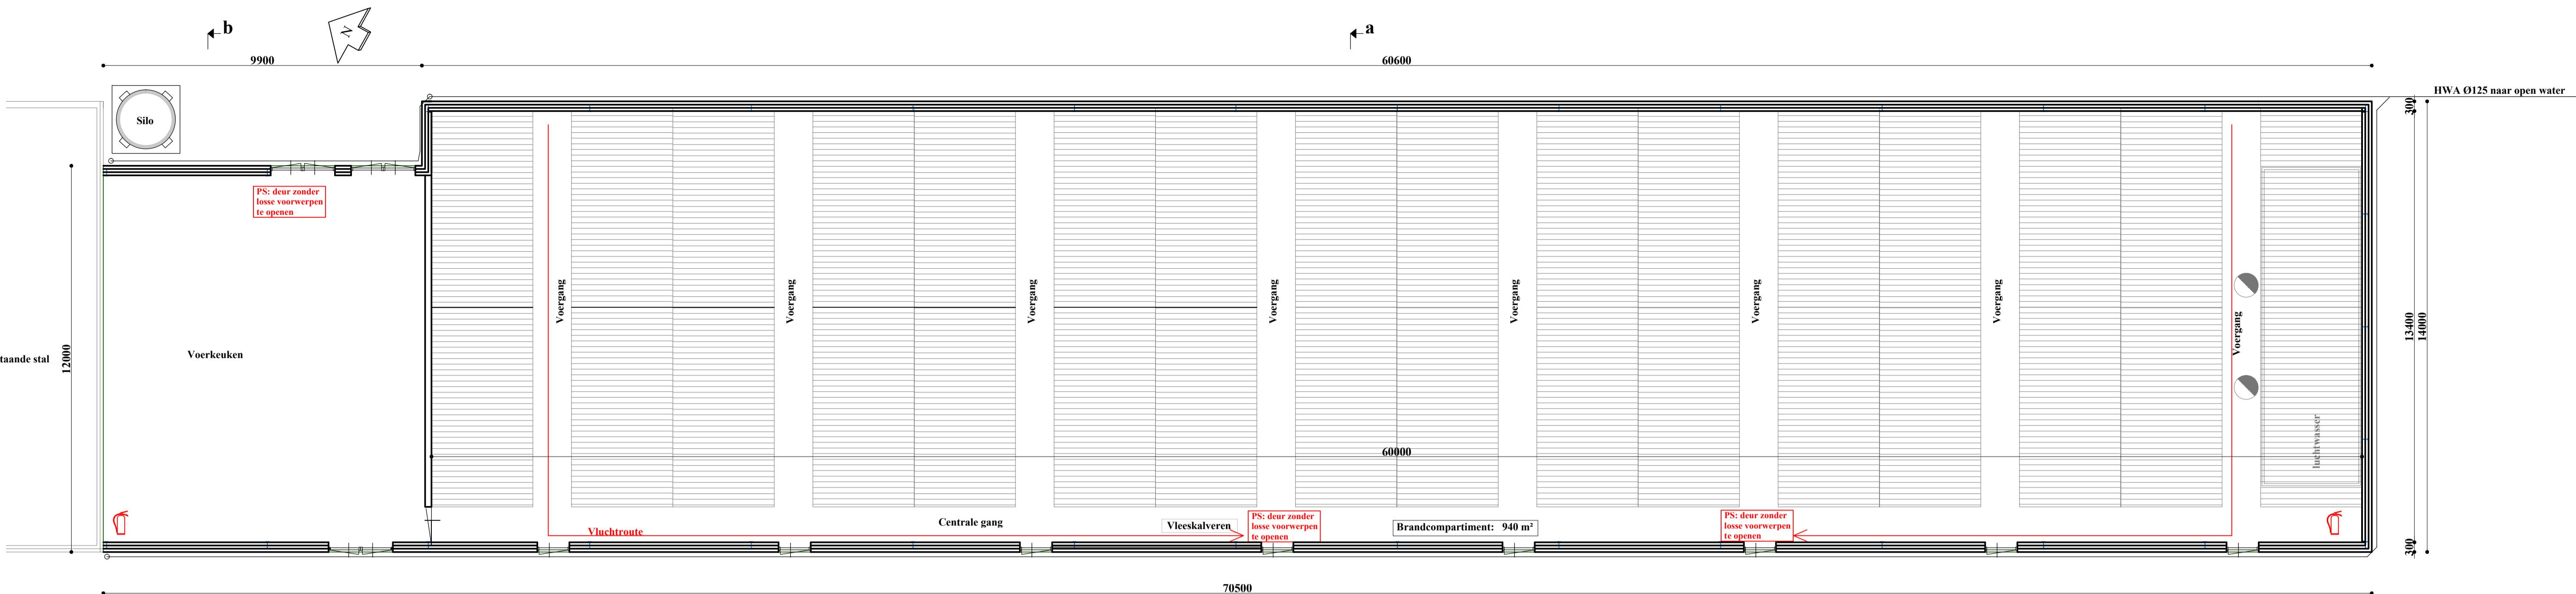 b
N
a
9900
60600
HWA Ø125 naar open water
300
Silo
PS: deur zonder
losse voorwerpen
te openen
Voergang
Voergang
Voergang
Voergang
Voergang
Voergang
Voergang
Voergang
13400
14000
taande stal
12000
Voerkeuken
luchtwasser
60000
Vluchtroute
Centrale gang
Vleeskalveren
PS: deur zonder
losse voorwerpen
te openen
Brandcompartiment: 940 m²
PS: deur zonder
losse voorwerpen
te openen
300
70500